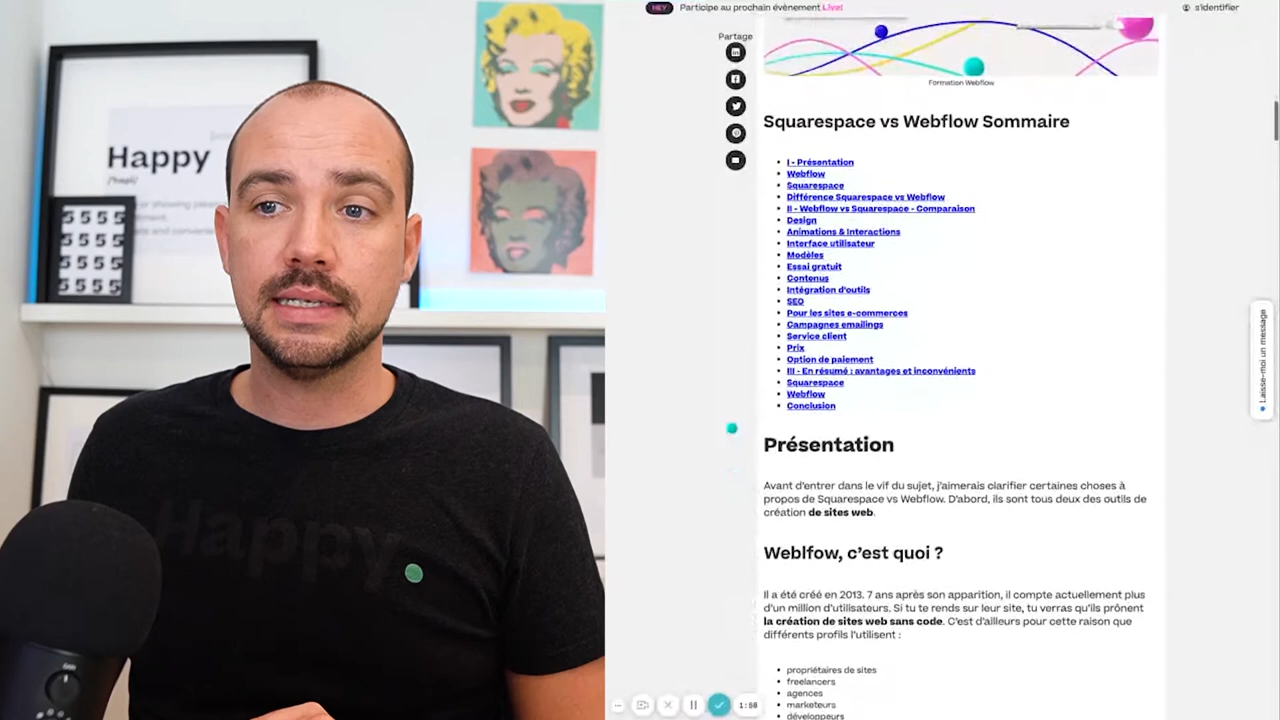 HEY
Participe au prochain évènement Live!
s'identifier
Partage
Formation Webflow
Squarespace vs Webflow Sommaire
I - Présentation
Webflow
Squarespace
Différence Squarespace vs Webflow
II - Webflow vs Squarespace - Comparaison
Design
Animations & Interactions
Interface utilisateur
Modèles
Essai gratuit
Contenus
Intégration d'outils
SEO
Pour les sites e-commerces
Campagnes emailings
Service client
Prix
Option de paiement
III - En résumé : avantages et inconvénients
Squarespace
Webflow
Conclusion
Présentation
Avant d'entrer dans le vif du sujet, j'aimerais clarifier certaines choses à
propos de Squarespace vs Webflow. D'abord, ils sont tous deux des outils de
création de sites web.
Weblfow, c'est quoi ?
Il a été créé en 2013. 7 ans après son apparition, il compte actuellement plus
d'un million d'utilisateurs. Si tu te rends sur leur site, tu verras qu'ils prônent
la création de sites web sans code. C'est d'ailleurs pour cette raison que
différents profils l'utilisent :
propriétaires de sites
freelancers
agences
marketeurs
développeurs
Laisse-moi un message
1:58
Happy
5555
5555
5555
5555
Happy